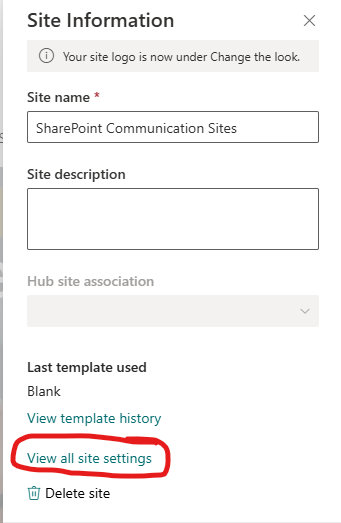 Site Information
Your site logo is now under Change the look.
Site name *
SharePoint Communication Sites
Site description
Hub site association
Last template used
Blank
View template history
View all site settings
Delete site